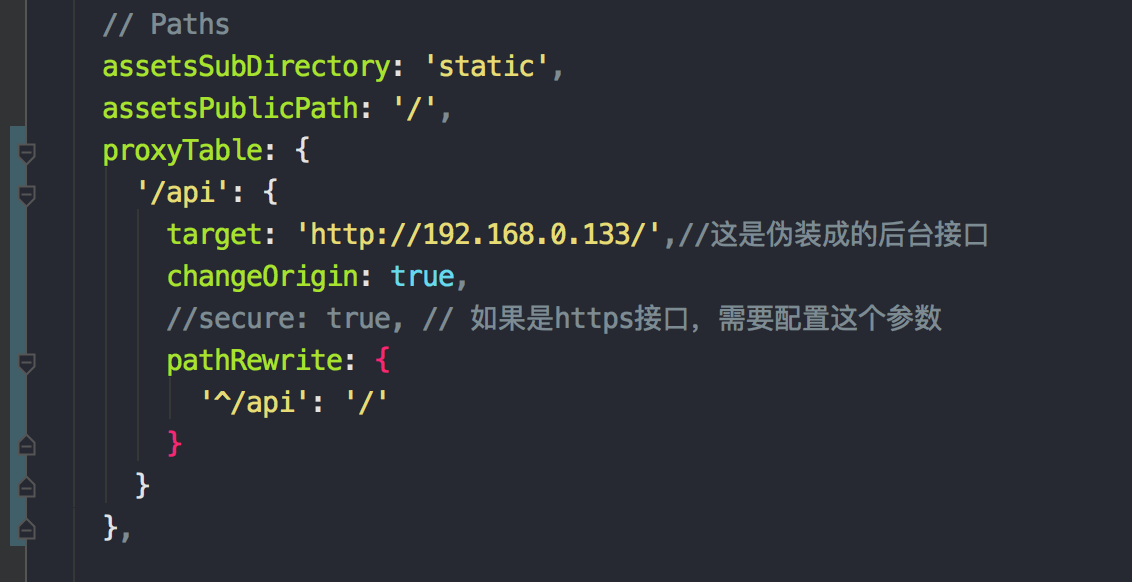 // Paths
assetsSubDirectory: 'static',
assetsPublicPath: '/',
proxyTable: {
'/api': {
target: 'http://192.168.0.133/',//这是伪装成的后台接口
changeOrigin: true,
//secure: true, // 如果是https接口，需要配置这个参数
pathRewrite: {
'^/api': '/'
}
}
},